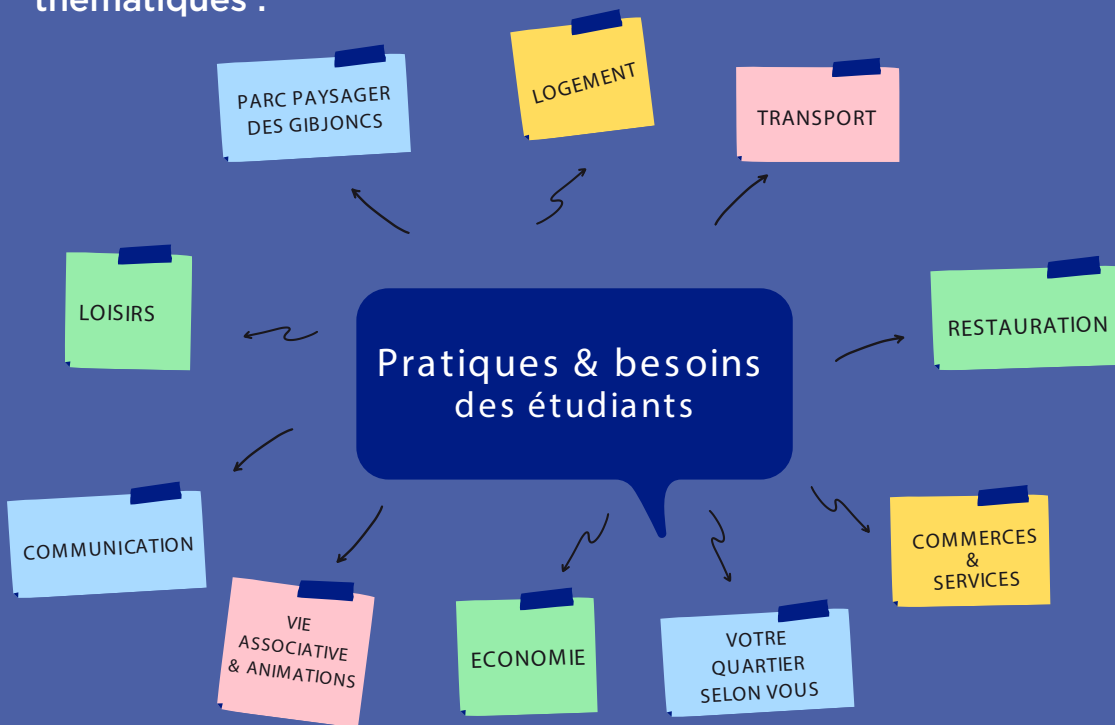 thématiques :
PARC PAYSAGER
DES GIBJONCS
LOGEMENT
TRANSPORT
LOISIRS
RESTAURATION
Pratiques & besoins
des étudiants
COMMUNICATION
COMMERCES
&
SERVICES
VIE
ASSOCIATIVE
& ANIMATIONS
ECONOMIE
VOTRE
QUARTIER
SELON VOUS